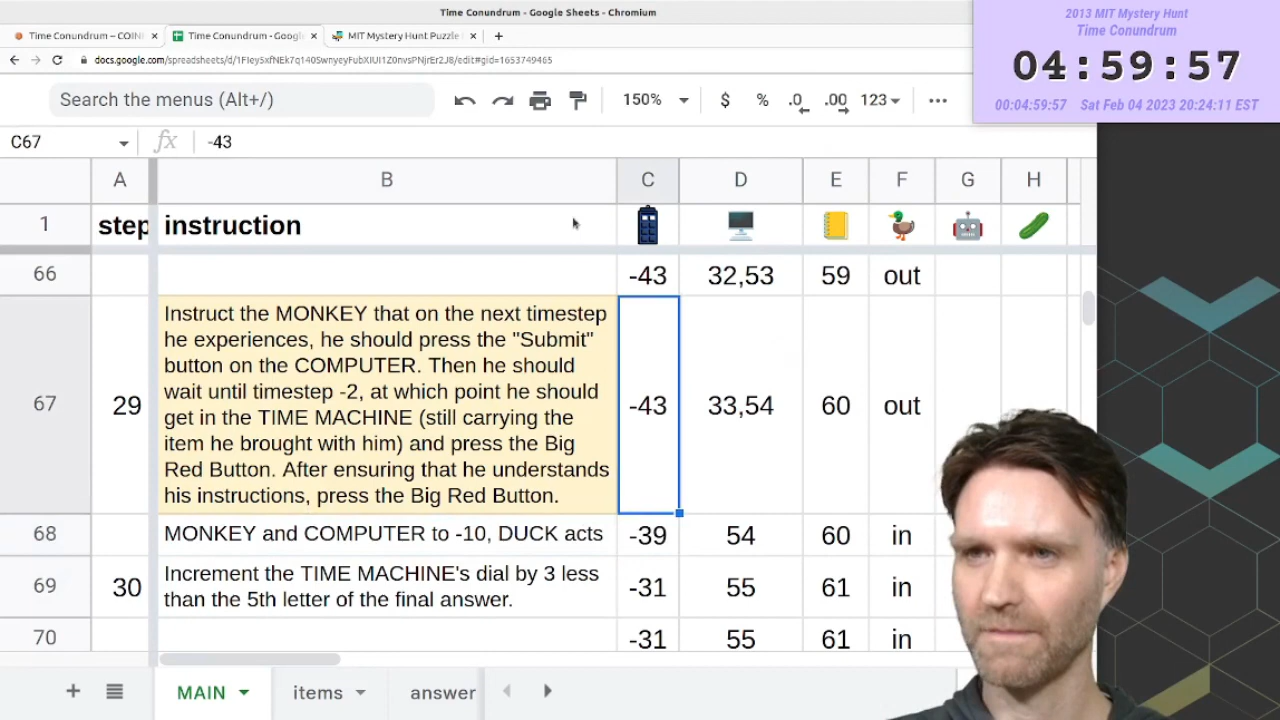 Time Conundrum - Google Sheets - Chromium
2013 MIT Mystery Hunt
Time Conundrum
04:59:57
00:04:59:57 Sat Feb 04 2023 20:24:11 EST
Time Conundrum – COIN × Time Conundrum - Googl × MIT Mystery Hunt Puzzle × +
Search the menus (Alt+/) 150% $ % .0 .00 123
C67 fx -43
A B C D E F G H
1 step instruction
66 -43 32,53 59 out
Instruct the MONKEY that on the next timestep
he experiences, he should press the "Submit"
button on the COMPUTER. Then he should
wait until timestep -2, at which point he should
67 29 get in the TIME MACHINE (still carrying the -43 33,54 60 out
item he brought with him) and press the Big
Red Button. After ensuring that he understands
his instructions, press the Big Red Button.
68 MONKEY and COMPUTER to -10, DUCK acts -39 54 60 in
69 30 Increment the TIME MACHINE's dial by 3 less -31 55 61 in
than the 5th letter of the final answer.
70 -31 55 61 in
+ MAIN items answer